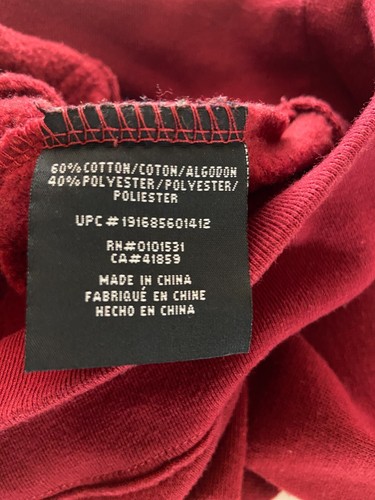 60% COTTON/COTON/ALGODON
40% POLYESTER/POLYESTER/
POLIESTER
UPC # 191685601412
RN#0101531
CA#41859
MADE IN CHINA
FABRIQUÉ EN CHINE
HECHO EN CHINA